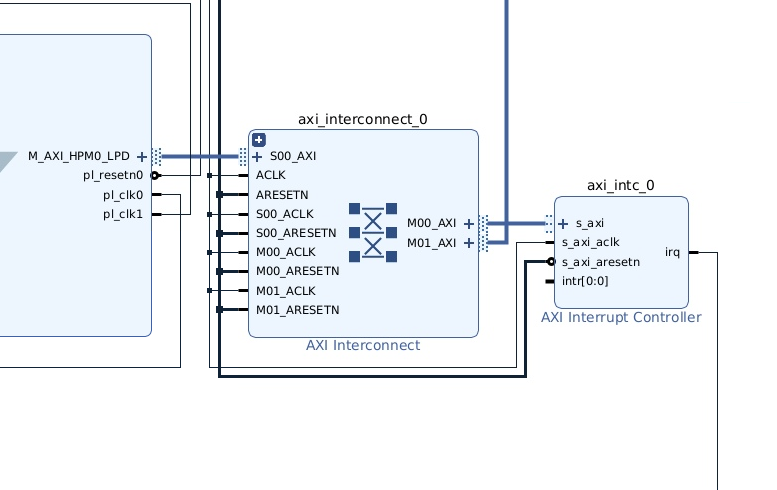 axi_interconnect_0
M_AXI_HPM0_LPD
pl_resetn0
pl_clk0
pl_clk1
S00_AXI
ACLK
ARESETN
S00_ACLK
S00_ARESETN
M00_ACLK
M00_ARESETN
M01_ACLK
M01_ARESETN
M00_AXI
M01_AXI
AXI Interconnect
axi_intc_0
s_axi
s_axi_aclk
s_axi_aresetn
intr[0:0]
irq
AXI Interrupt Controller